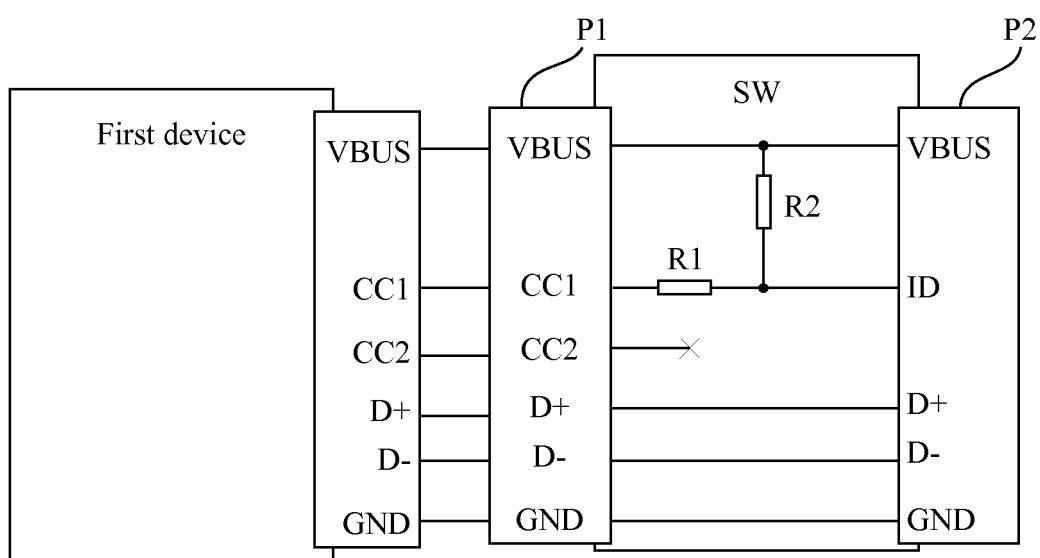 P1
P2
SW
First device
VBUS
VBUS
VBUS
R2
R1
CC1
CC1
ID
CC2
CC2
D+
D+
D+
D-
D-
D-
GND
GND
GND